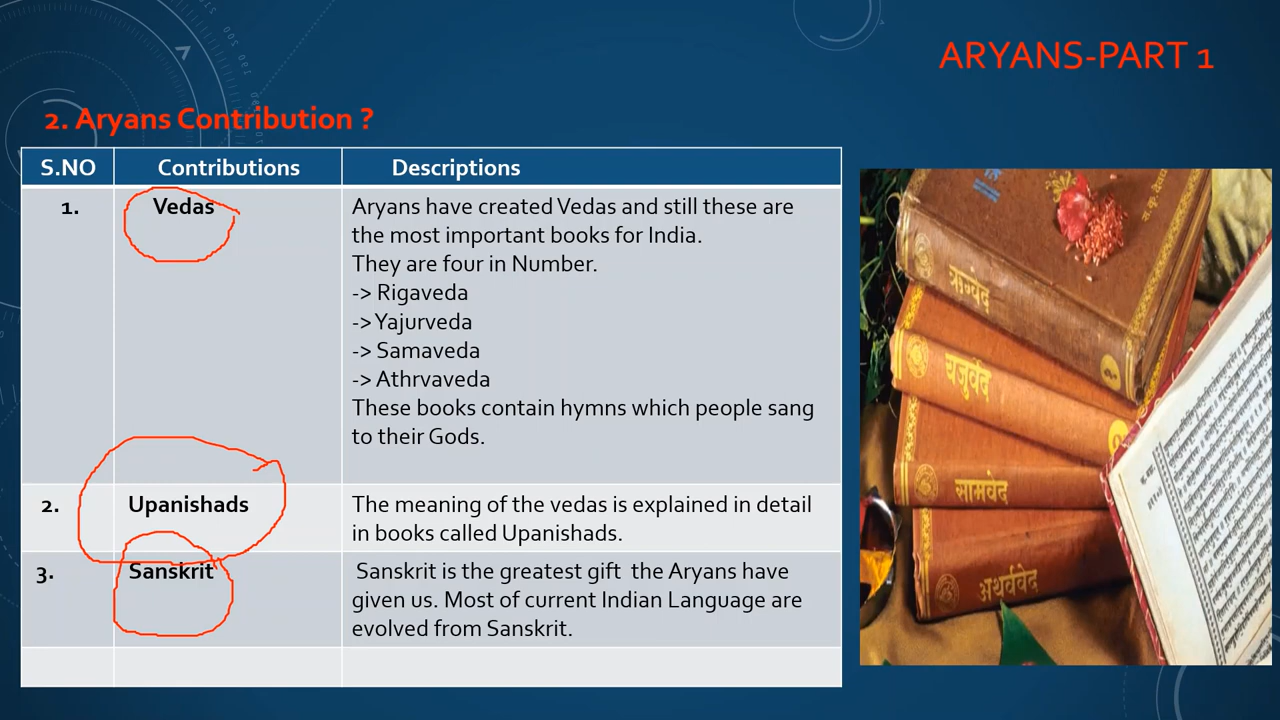 ARYANS-PART 1
2. Aryans Contribution ?
S.NO Contributions Descriptions
1. Vedas Aryans have created Vedas and still these are
the most important books for India.
They are four in Number.
-> Rigaveda
-> Yajurveda
-> Samaveda
-> Athrvaveda
These books contain hymns which people sang
to their Gods.
2. Upanishads The meaning of the vedas is explained in detail
in books called Upanishads.
3. Sanskrit Sanskrit is the greatest gift the Aryans have
given us. Most of current Indian Language are
evolved from Sanskrit.
ऋग्वेद
यजुर्वेद
सामवेद
अथर्ववेद